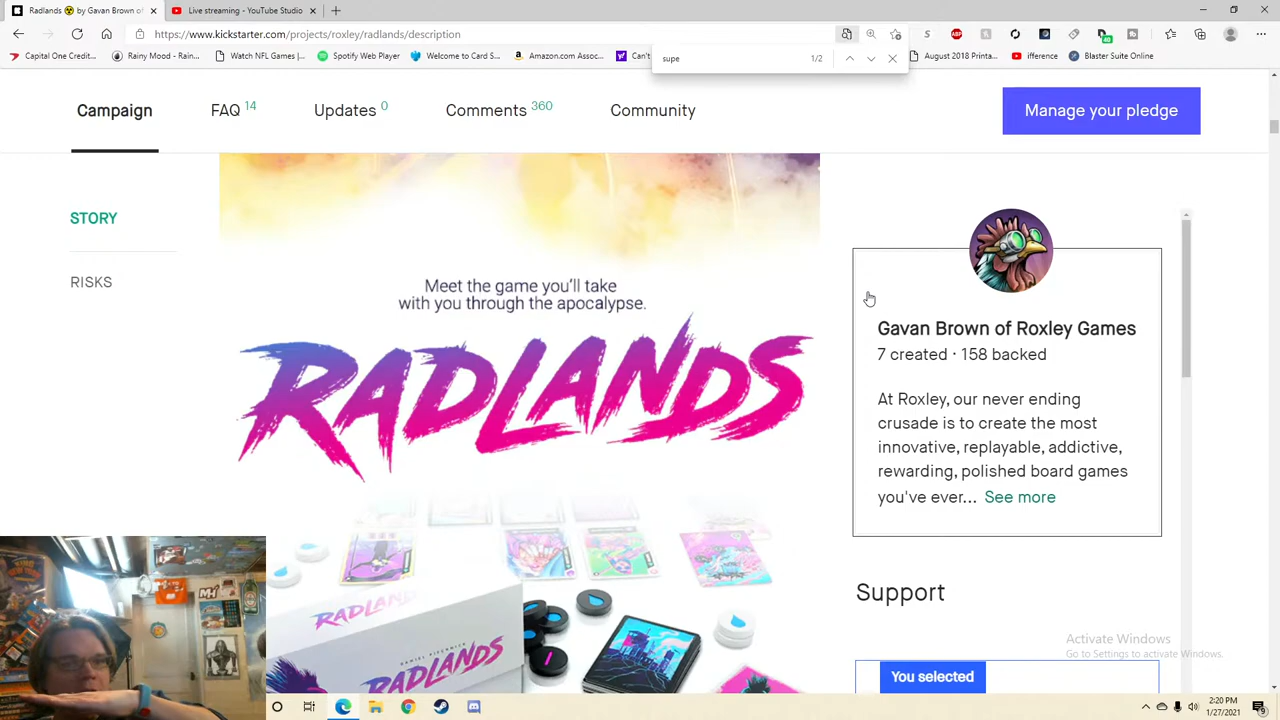 Radlands ☢ by Gavan Brown of
Live streaming - YouTube Studio
https://www.kickstarter.com/projects/roxley/radlands/description
Capital One Credit...
Rainy Mood - Rain...
Watch NFL Games |...
Spotify Web Player
Welcome to Card S...
Amazon.com Assoc...
Can't
August 2018 Printa...
ifference
Blaster Suite Online
supe
1/2
Campaign
FAQ 14
Updates 0
Comments 360
Community
Manage your pledge
STORY
RISKS
Meet the game you'll take
with you through the apocalypse.
RADLANDS
Gavan Brown of Roxley Games
7 created · 158 backed
At Roxley, our never ending
crusade is to create the most
innovative, replayable, addictive,
rewarding, polished board games
you've ever... See more
Support
You selected
RADLANDS
RADLANDS
Activate Windows
Go to Settings to activate Windows.
2:20 PM
1/27/2021